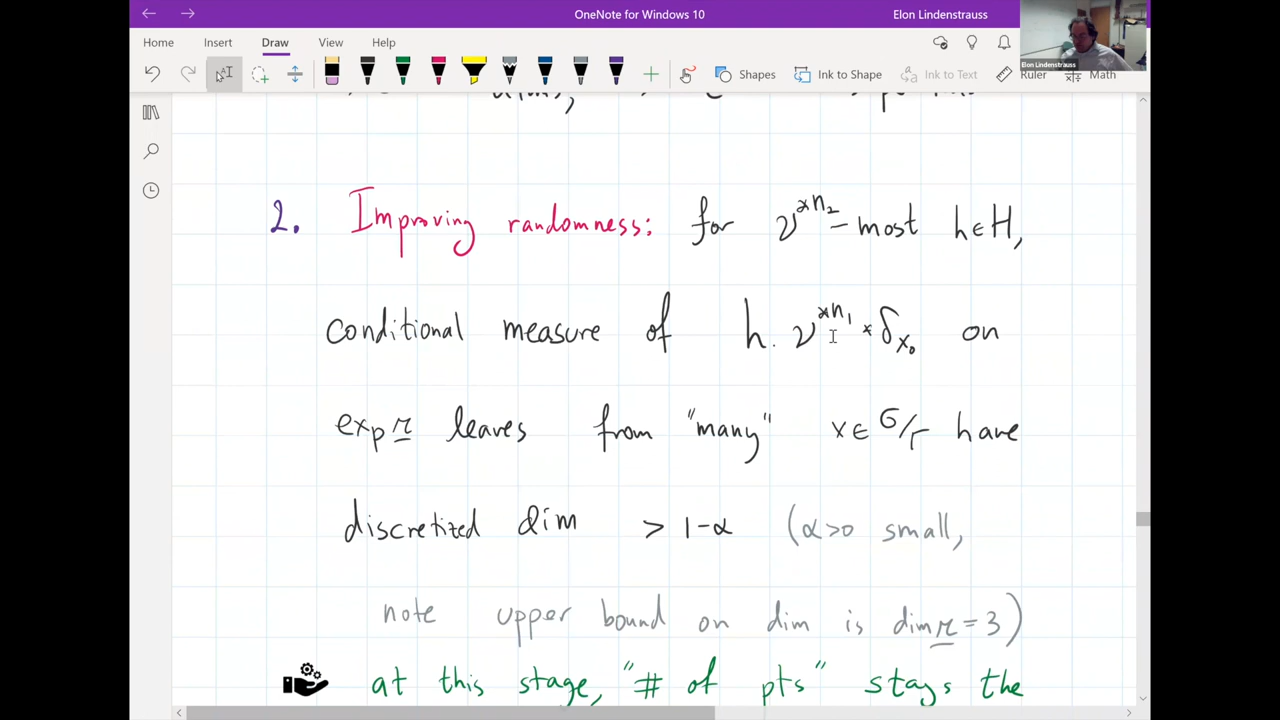 OneNote for Windows 10
Elon Lindenstrauss
Home Insert Draw View Help
Shapes Ink to Shape Ink to Text Ruler Math
Elon Lindenstrauss
2. Improving randomness: for ν^{*n_2}-most h∈H,
conditional measure of h.ν^{*n_1} * δ_{x_0} on
exp r leaves from "many" x∈G/Γ have
discretized dim > 1-α (α>0 small,
note upper bound on dim is dim r = 3)
at this stage, "# of pts" stays the